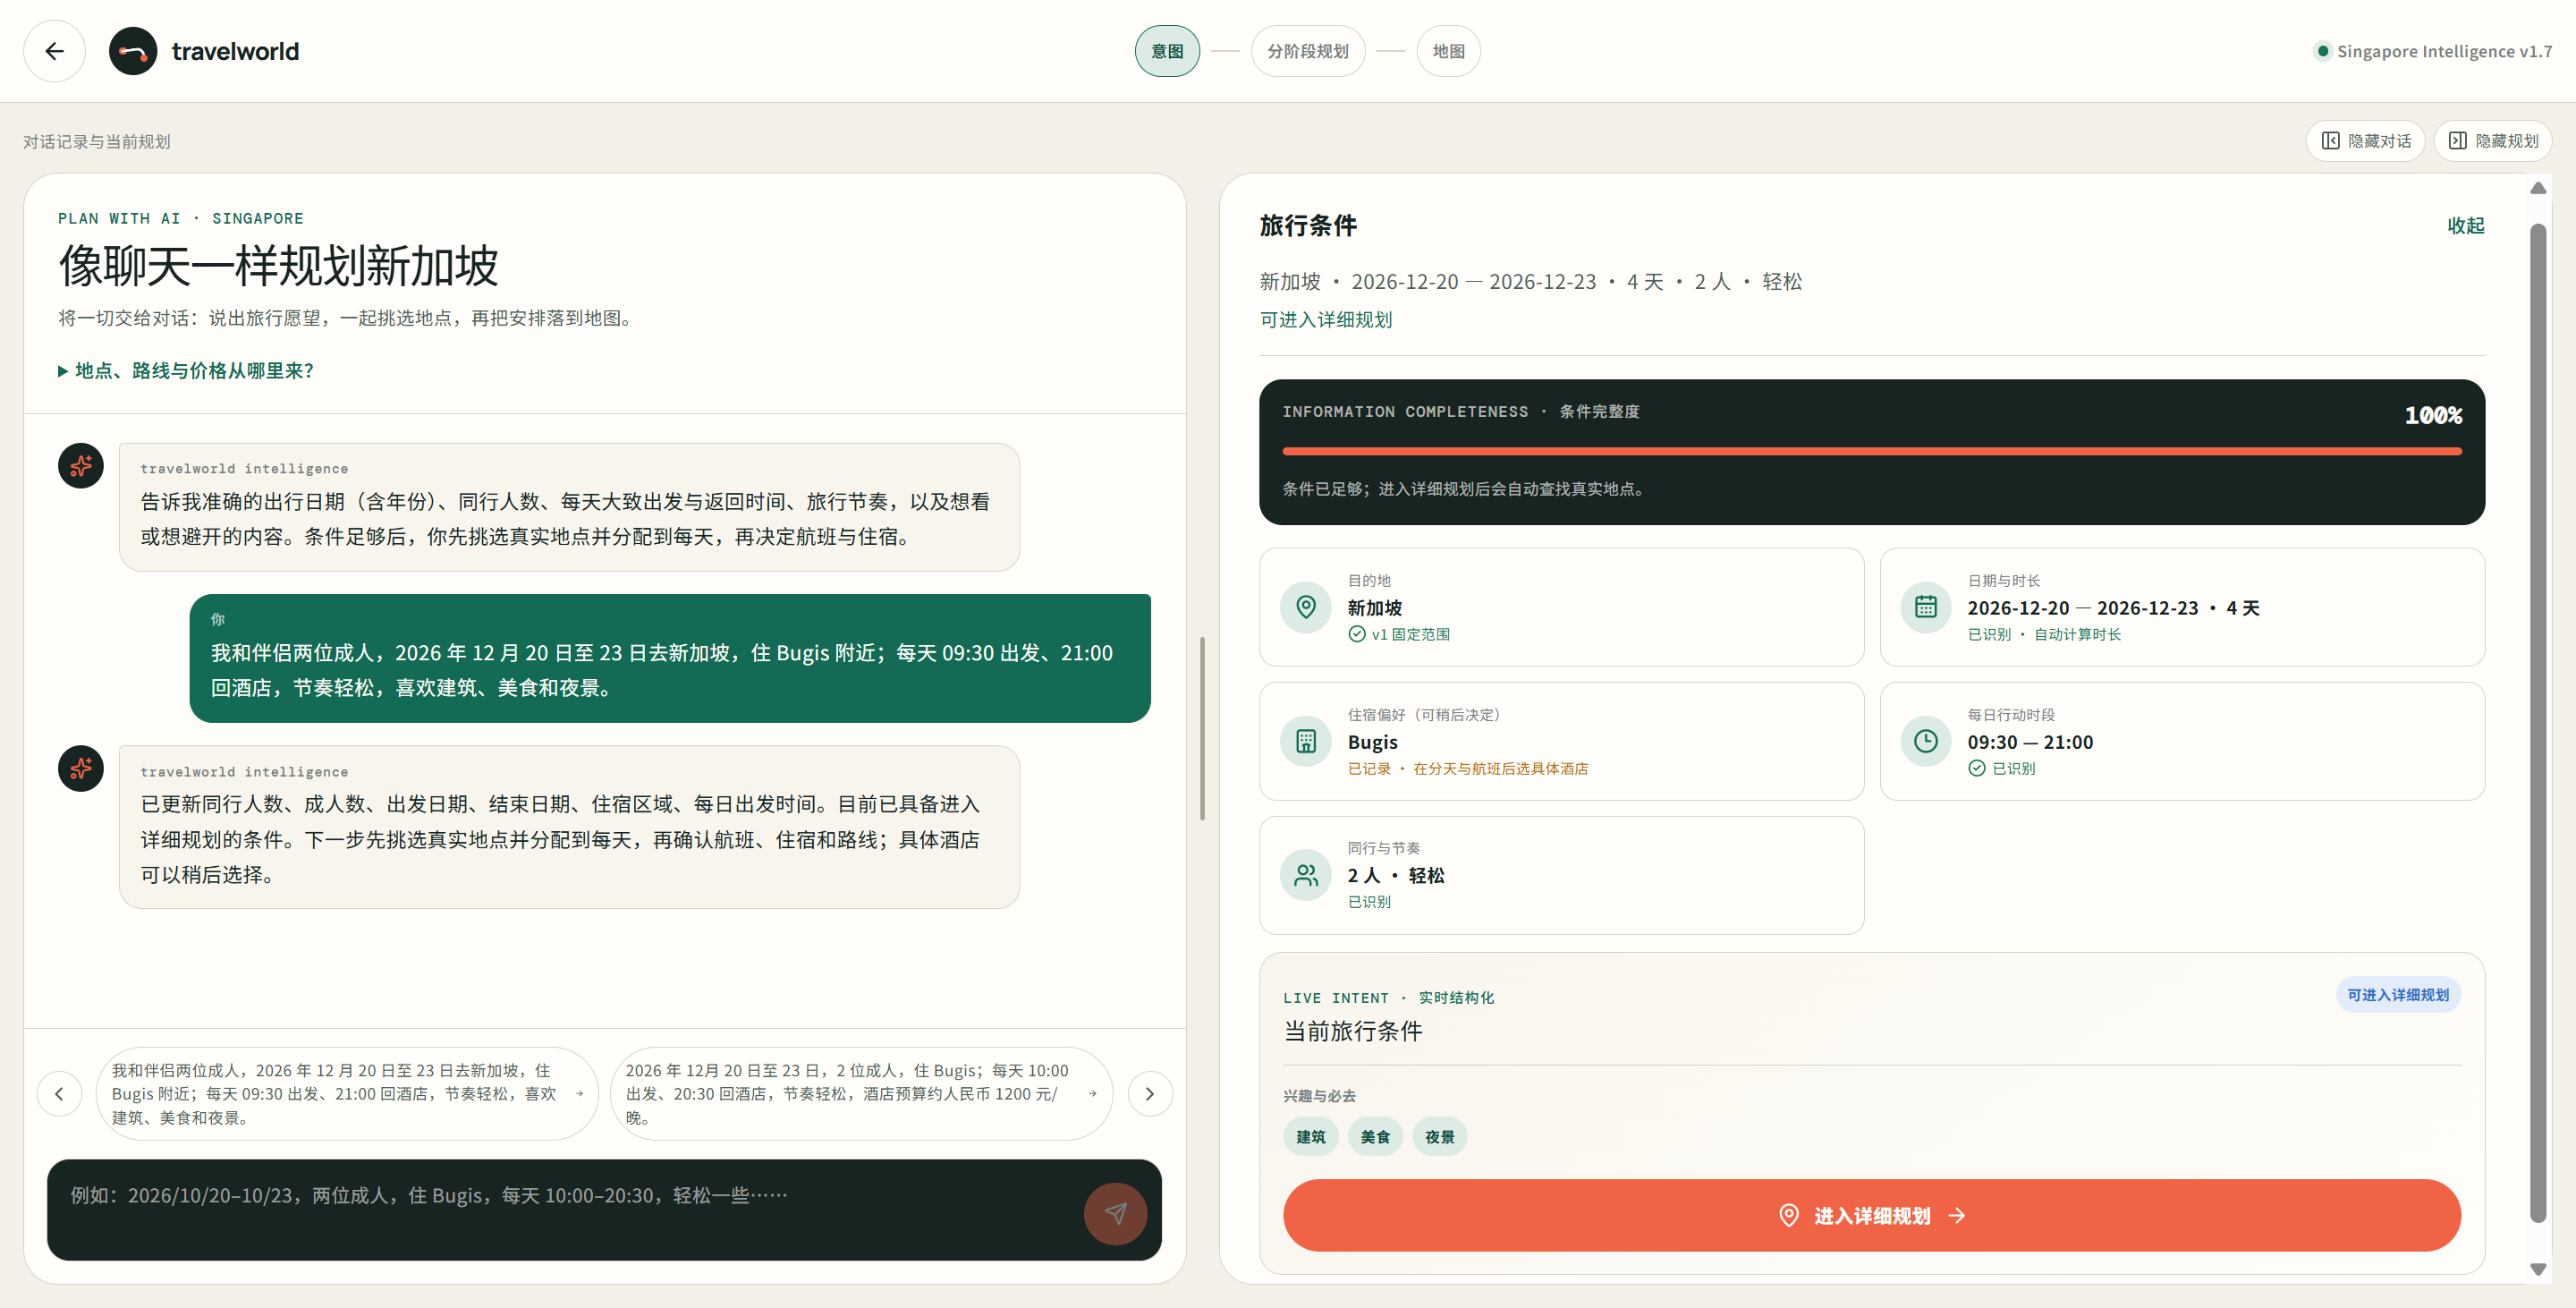 travelworld
意图
分阶段规划
地图
Singapore Intelligence v1.7
对话记录与当前规划
隐藏对话
隐藏规划
PLAN WITH AI · SINGAPORE
像聊天一样规划新加坡
将一切交给对话：说出旅行愿望，一起挑选地点，再把安排落到地图。
地点、路线与价格从哪里来？
travelworld intelligence
告诉我准确的出行日期（含年份）、同行人数、每天大致出发与返回时间、旅行节奏，以及想看
或想避开的内容。条件足够后，你先挑选真实地点并分配到每天，再决定航班与住宿。
你
我和伴侣两位成人，2026 年 12 月 20 日至 23 日去新加坡，住 Bugis 附近；每天 09:30 出发、21:00
回酒店，节奏轻松，喜欢建筑、美食和夜景。
travelworld intelligence
已更新同行人数、成人数、出发日期、结束日期、住宿区域、每日出发时间。目前已具备进入
详细规划的条件。下一步先挑选真实地点并分配到每天，再确认航班、住宿和路线；具体酒店
可以稍后选择。
我和伴侣两位成人，2026 年 12 月 20 日至 23 日去新加坡，住
Bugis 附近；每天 09:30 出发、21:00 回酒店，节奏轻松，喜欢
建筑、美食和夜景。
2026 年 12月 20 日至 23 日，2 位成人，住 Bugis；每天 10:00
出发、20:30 回酒店，节奏轻松，酒店预算约人民币 1200 元/
晚。
例如：2026/10/20–10/23，两位成人，住 Bugis，每天 10:00–20:30，轻松一些……
旅行条件
收起
新加坡 • 2026-12-20 — 2026-12-23 • 4 天 • 2 人 • 轻松
可进入详细规划
INFORMATION COMPLETENESS · 条件完整度
100%
条件已足够；进入详细规划后会自动查找真实地点。
目的地
新加坡
v1 固定范围
日期与时长
2026-12-20 — 2026-12-23 • 4 天
已识别 • 自动计算时长
住宿偏好（可稍后决定）
Bugis
已记录 • 在分天与航班后选具体酒店
每日行动时段
09:30 — 21:00
已识别
同行与节奏
2 人 • 轻松
已识别
LIVE INTENT · 实时结构化
可进入详细规划
当前旅行条件
兴趣与必去
建筑
美食
夜景
进入详细规划